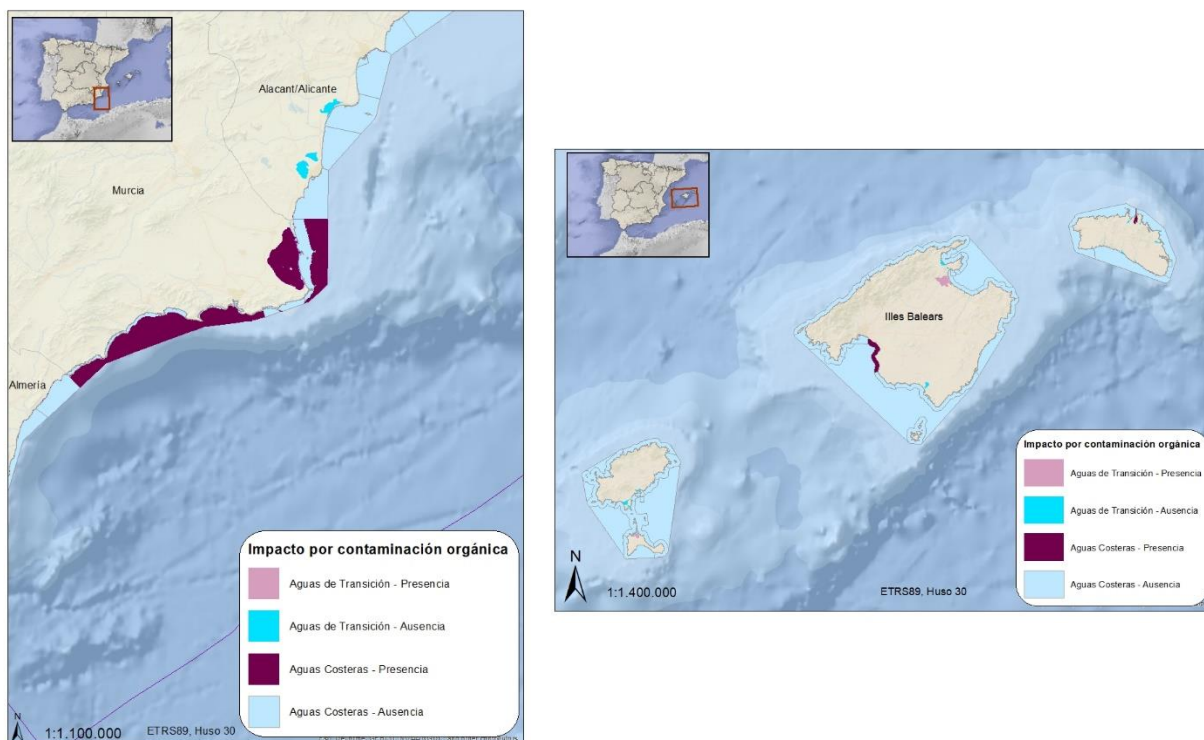 Alacant/Alicante
Murcia
Almería
Impacto por contaminación orgánica
Aguas de Transición - Presencia
Aguas de Transición - Ausencia
Aguas Costeras - Presencia
Aguas Costeras - Ausencia
N
1:1.100.000
ETRS89, Huso 30
Illes Balears
Impacto por contaminación orgánica
Aguas de Transición - Presencia
Aguas de Transición - Ausencia
Aguas Costeras - Presencia
Aguas Costeras - Ausencia
N
1:1.400.000
ETRS89, Huso 30